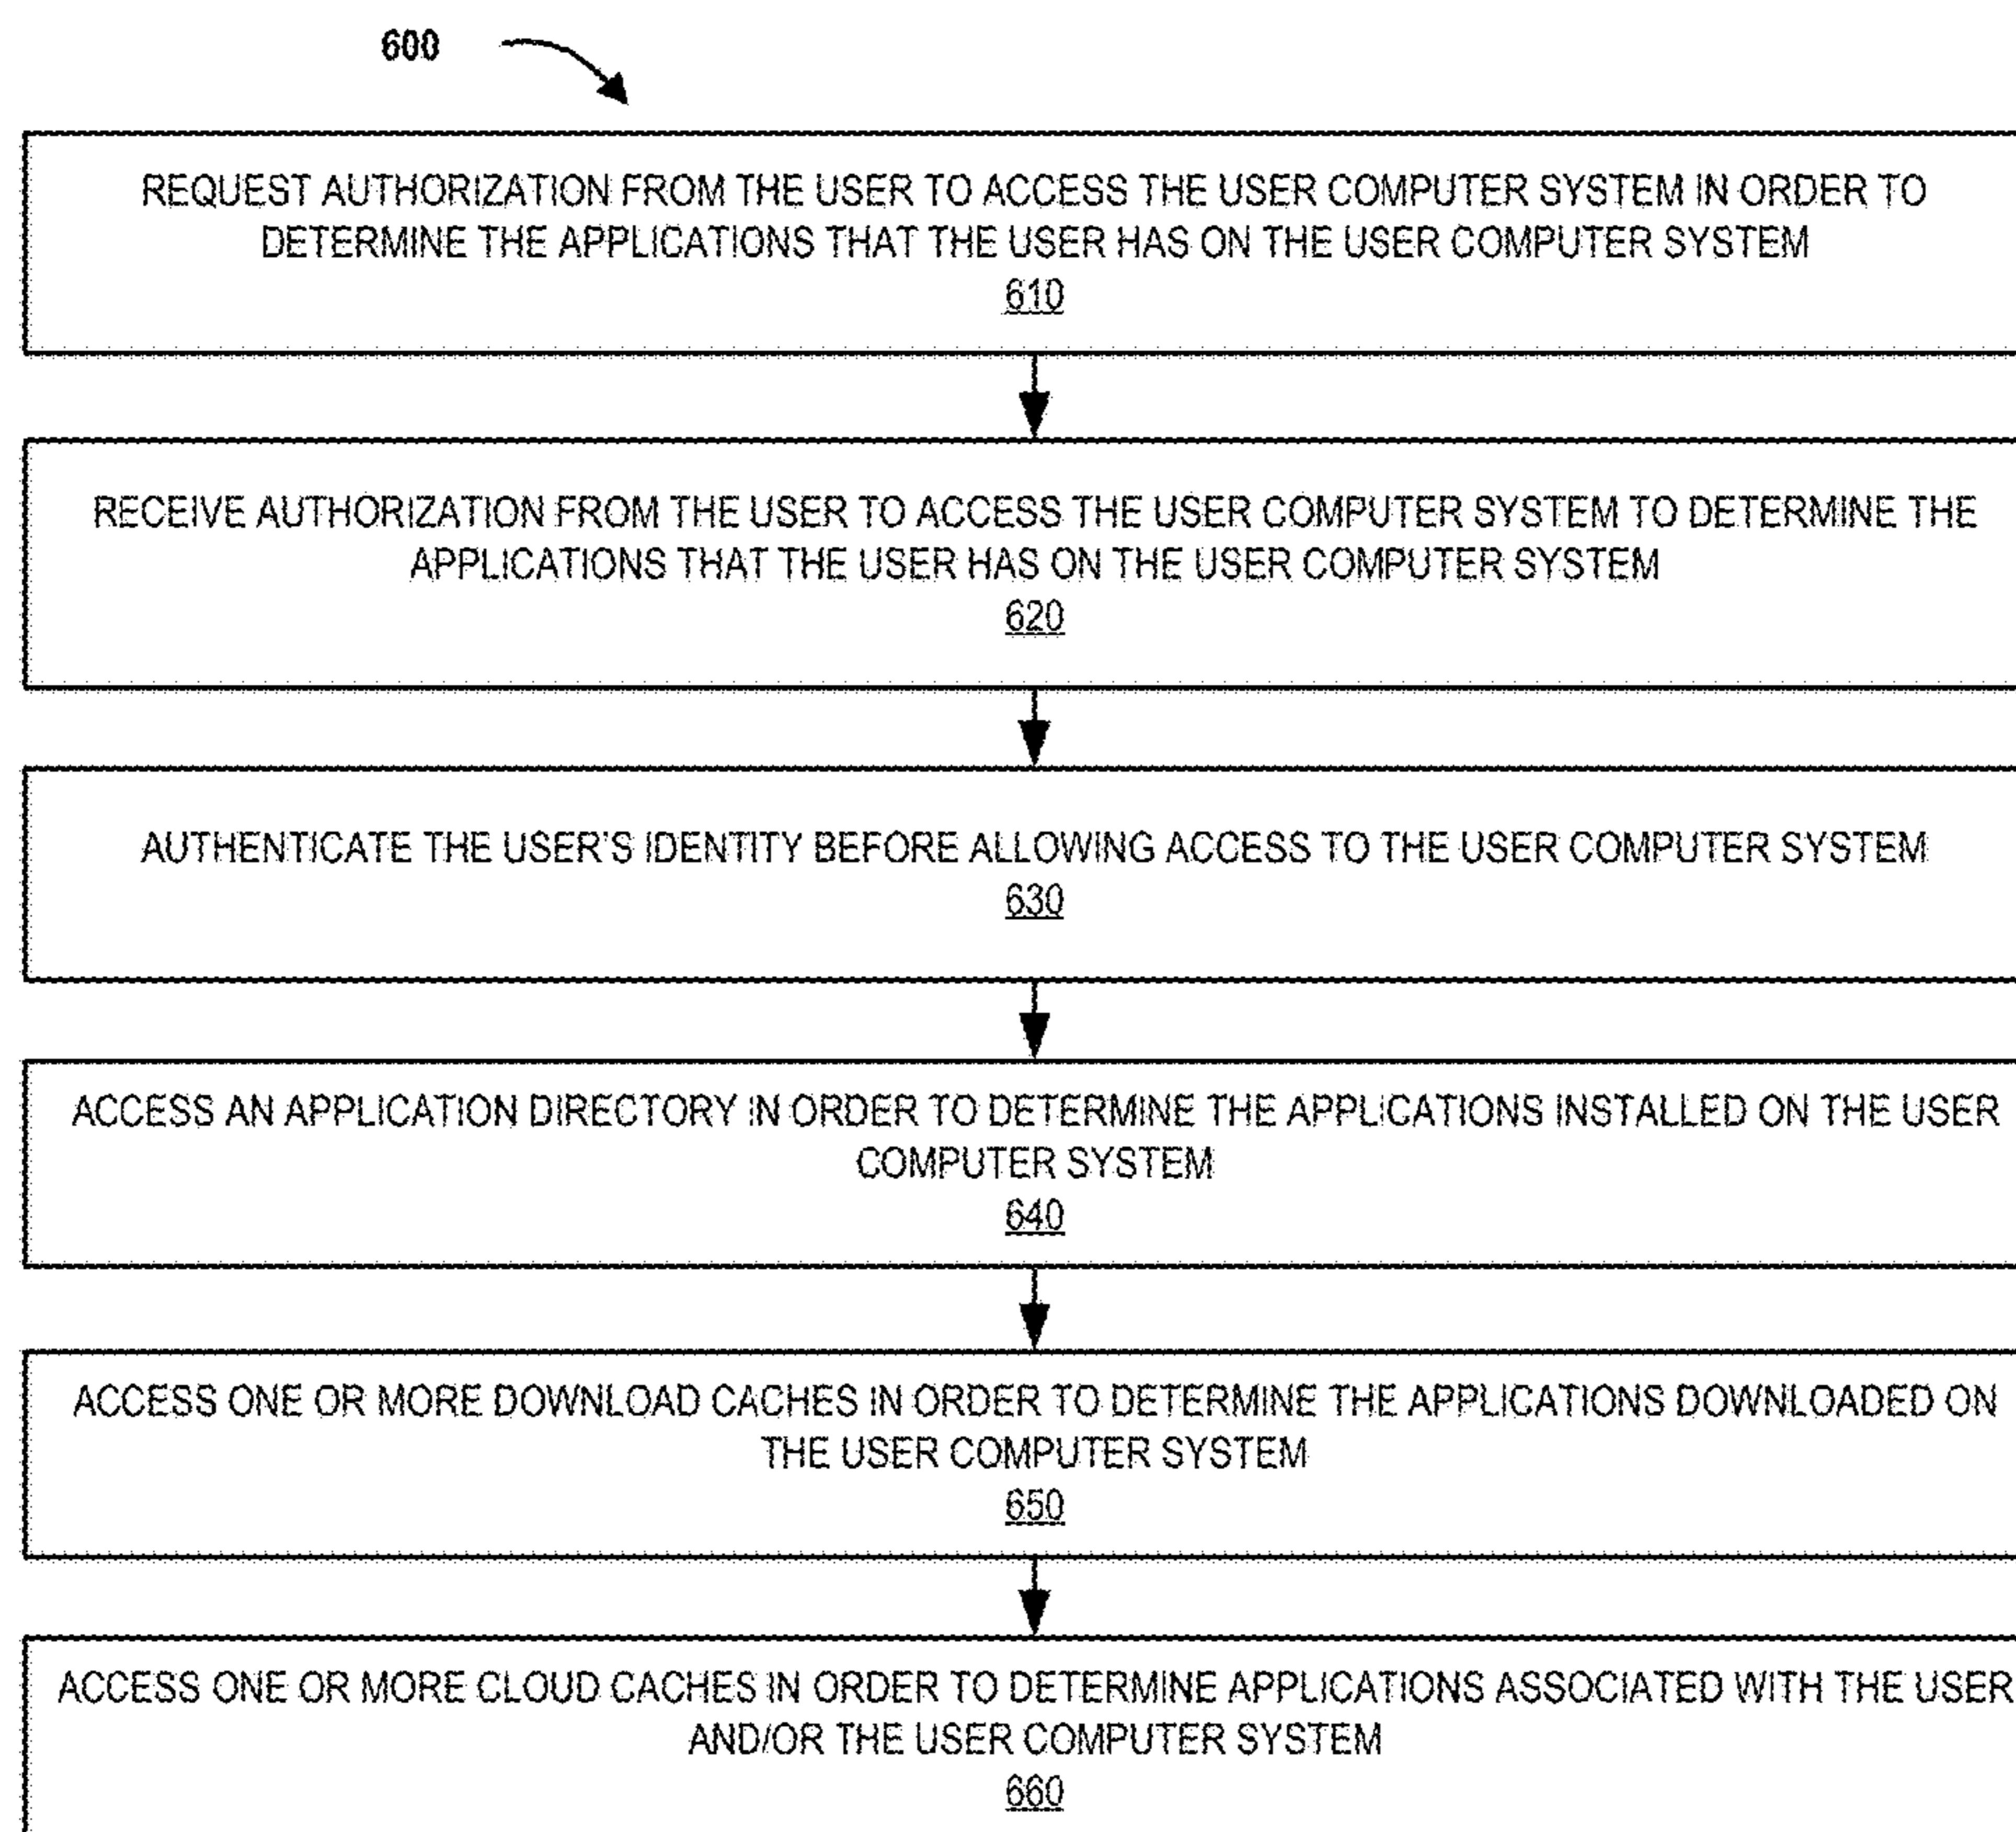 600
REQUEST AUTHORIZATION FROM THE USER TO ACCESS THE USER COMPUTER SYSTEM IN ORDER TO
DETERMINE THE APPLICATIONS THAT THE USER HAS ON THE USER COMPUTER SYSTEM
610
RECEIVE AUTHORIZATION FROM THE USER TO ACCESS THE USER COMPUTER SYSTEM TO DETERMINE THE
APPLICATIONS THAT THE USER HAS ON THE USER COMPUTER SYSTEM
620
AUTHENTICATE THE USER'S IDENTITY BEFORE ALLOWING ACCESS TO THE USER COMPUTER SYSTEM
630
ACCESS AN APPLICATION DIRECTORY IN ORDER TO DETERMINE THE APPLICATIONS INSTALLED ON THE USER
COMPUTER SYSTEM
640
ACCESS ONE OR MORE DOWNLOAD CACHES IN ORDER TO DETERMINE THE APPLICATIONS DOWNLOADED ON
THE USER COMPUTER SYSTEM
650
ACCESS ONE OR MORE CLOUD CACHES IN ORDER TO DETERMINE APPLICATIONS ASSOCIATED WITH THE USER
AND/OR THE USER COMPUTER SYSTEM
660